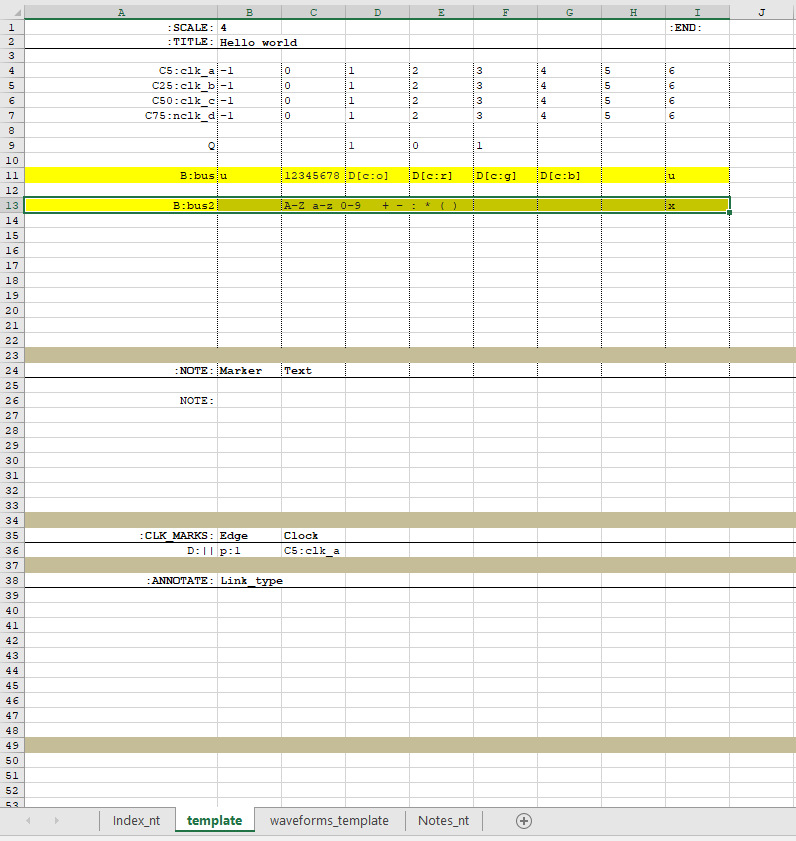 A B C D E F G H I J
1 :SCALE: 4 :END:
2 :TITLE: Hello world
3
4 C5:clk_a -1 0 1 2 3 4 5 6
5 C25:clk_b -1 0 1 2 3 4 5 6
6 C50:clk_c -1 0 1 2 3 4 5 6
7 C75:nclk_d -1 0 1 2 3 4 5 6
8
9 Q 1 0 1
10
11 B:bus u 12345678 D[c:o] D[c:r] D[c:g] D[c:b] u
12
13 B:bus2 A-Z a-z 0-9 + - : * ( ) x
14
15
16
17
18
19
20
21
22
23
24 :NOTE: Marker Text
25
26 NOTE:
27
28
29
30
31
32
33
34
35 :CLK_MARKS: Edge Clock
36 D:|| p:1 C5:clk_a
37
38 :ANNOTATE: Link_type
39
40
41
42
43
44
45
46
47
48
49
50
51
52
53
Index_nt template waveforms_template Notes_nt